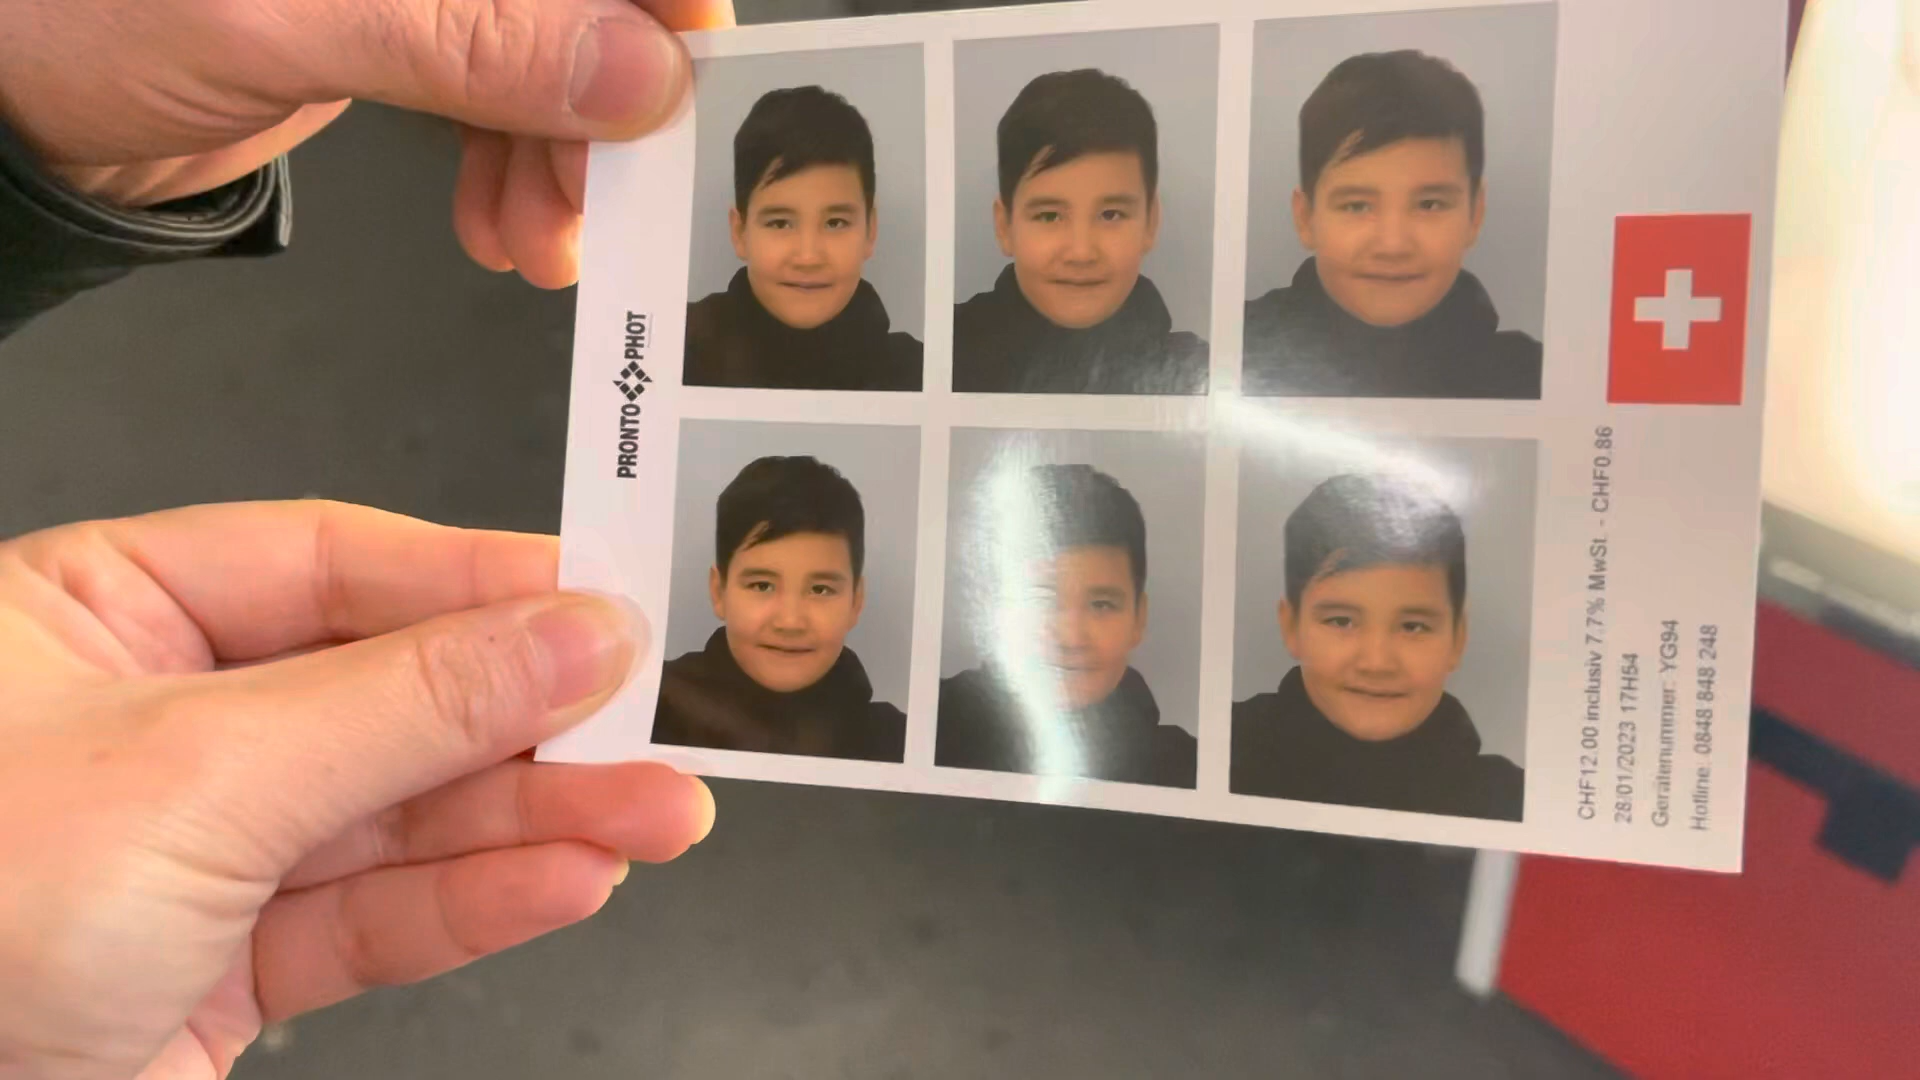 PRONTO PHOT
CHF12.00 inclusiv 7.7% MwSt. - CHF0.86
28/01/2023 17H54
Gerätenummer: YG94
Hotline: 0848 848 248